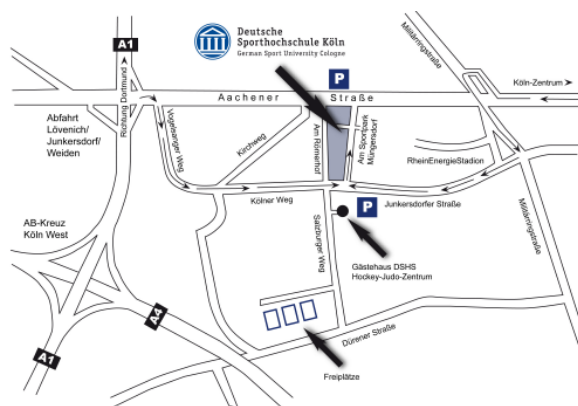 Deutsche
Sporthochschule Köln
German Sport University Cologne
A1
P
Richtung Dortmund
Militärringstraße
Köln-Zentrum
Aachener Straße
Abfahrt
Lövenich/
Junkersdorf/
Weiden
Vogelsanger Weg
Kirchweg
Am Römerhof
Am Sportpark
Müngersdorf
RheinEnergieStadion
Kölner Weg
Junkersdorfer Straße
P
AB-Kreuz
Köln West
Salzburger Weg
Militärringstraße
Gästehaus DSHS
Hockey-Judo-Zentrum
A4
Dürener Straße
A1
Freiplätze